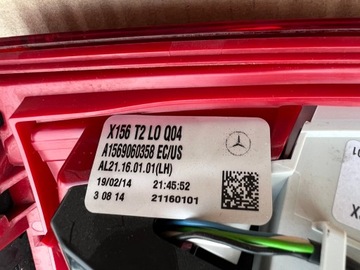 X156 T2 L0 Q04
A1569060358 EC/US
AL21.16.01.01(LH)
19/02/14 21:45:52
3 08 14 21160101